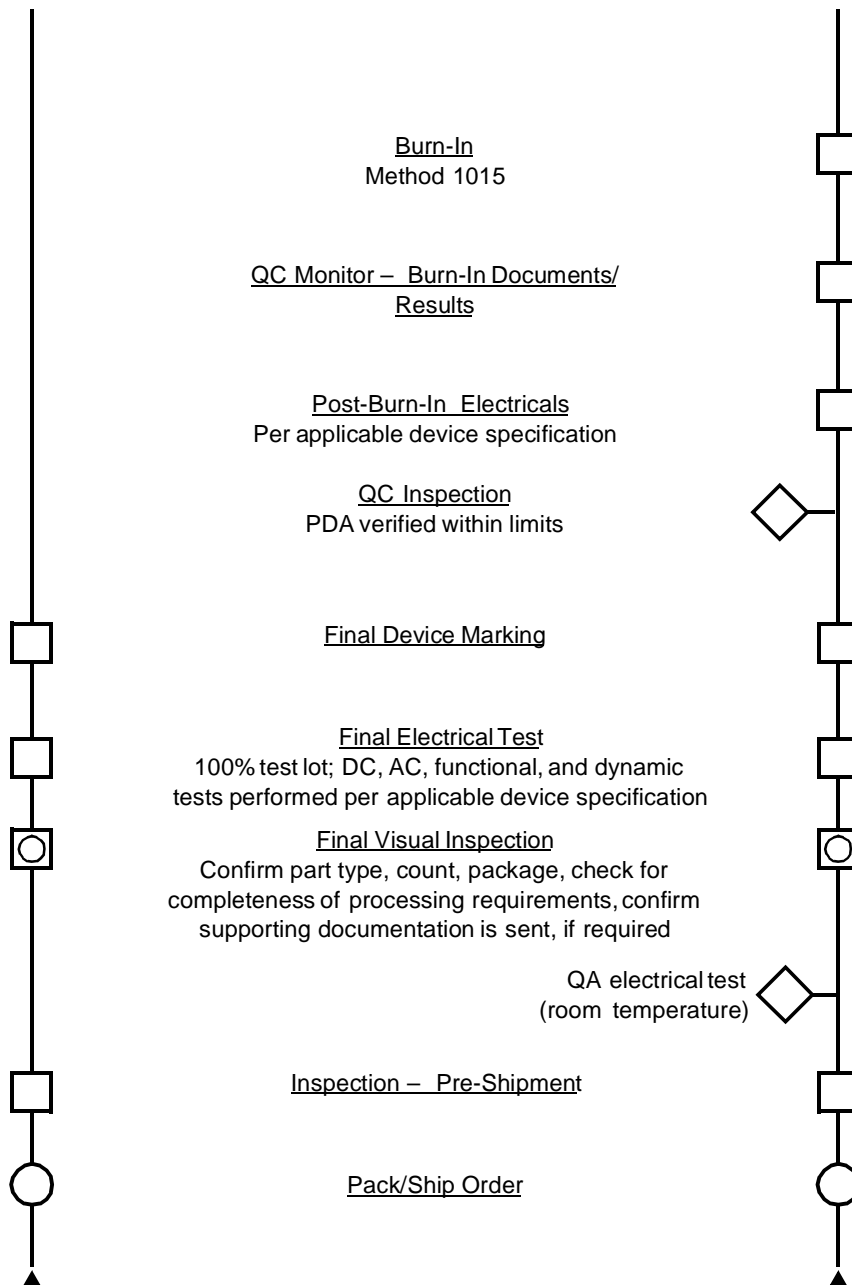 Burn-In
Method 1015
QC Monitor – Burn-In Documents/
Results
Post-Burn-In Electricals
Per applicable device specification
QC Inspection
PDA verified within limits
Final Device Marking
Final Electrical Test
100% test lot; DC, AC, functional, and dynamic
tests performed per applicable device specification
Final Visual Inspection
Confirm part type, count, package, check for
completeness of processing requirements, confirm
supporting documentation is sent, if required
QA electrical test
(room temperature)
Inspection – Pre-Shipment
Pack/Ship Order